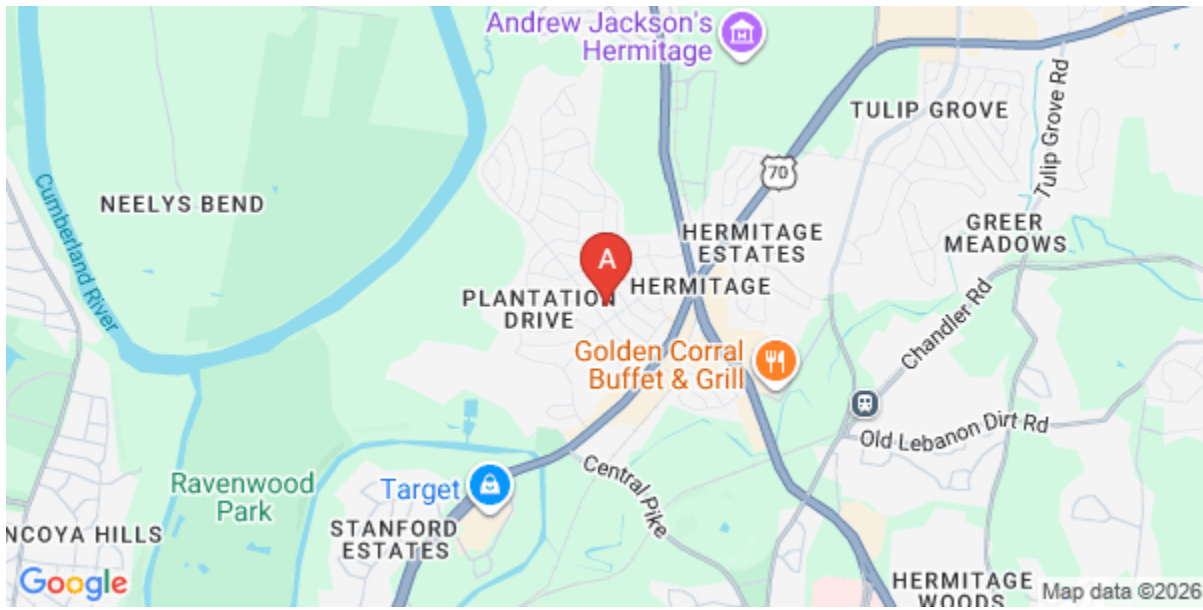 Andrew Jackson's
Hermitage
TULIP GROVE
Tulip Grove Rd
70
NEELYS BEND
Cumberland River
GREER
MEADOWS
HERMITAGE
ESTATES
A
HERMITAGE
PLANTATION
DRIVE
Chandler Rd
Golden Corral
Buffet & Grill
Old Lebanon Dirt Rd
Central Pike
Ravenwood
Park
Target
STANFORD
ESTATES
NCOYA HILLS
HERMITAGE
WOODS
Google
Map data ©2026